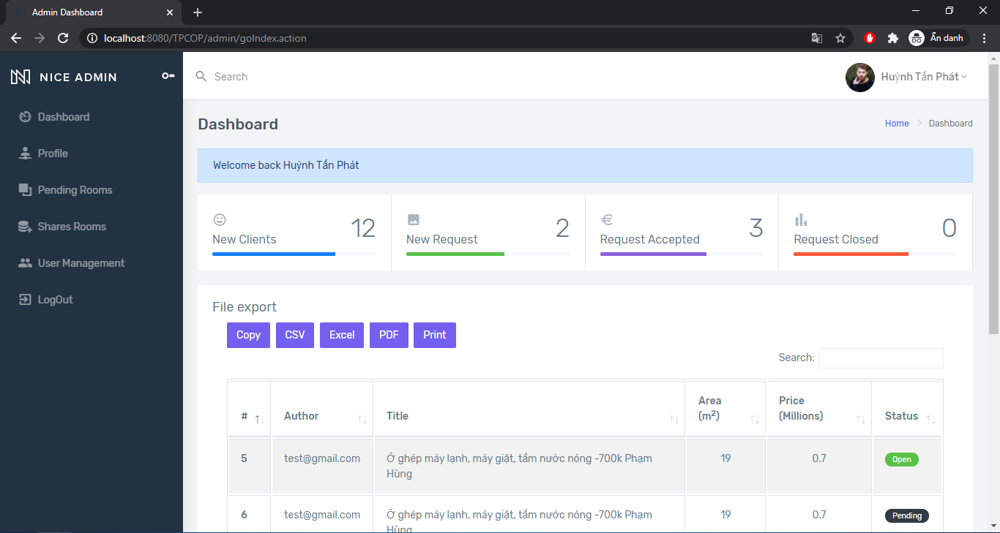 Admin Dashboard
localhost:8080/TPCOP/admin/goIndex.action
Ẩn danh
NICE ADMIN
Search
Huỳnh Tấn Phát
Dashboard
Profile
Pending Rooms
Shares Rooms
User Management
LogOut
Dashboard
Home > Dashboard
Welcome back Huỳnh Tấn Phát
New Clients 12
New Request 2
Request Accepted 3
Request Closed 0
File export
Copy CSV Excel PDF Print
Search:
# Author Title Area (m²) Price (Millions) Status
5 test@gmail.com Ở ghép máy lạnh, máy giặt, tắm nước nóng -700k Phạm Hùng 19 0.7 Open
6 test@gmail.com Ở ghép máy lạnh, máy giặt, tắm nước nóng -700k Phạm Hùng 19 0.7 Pending